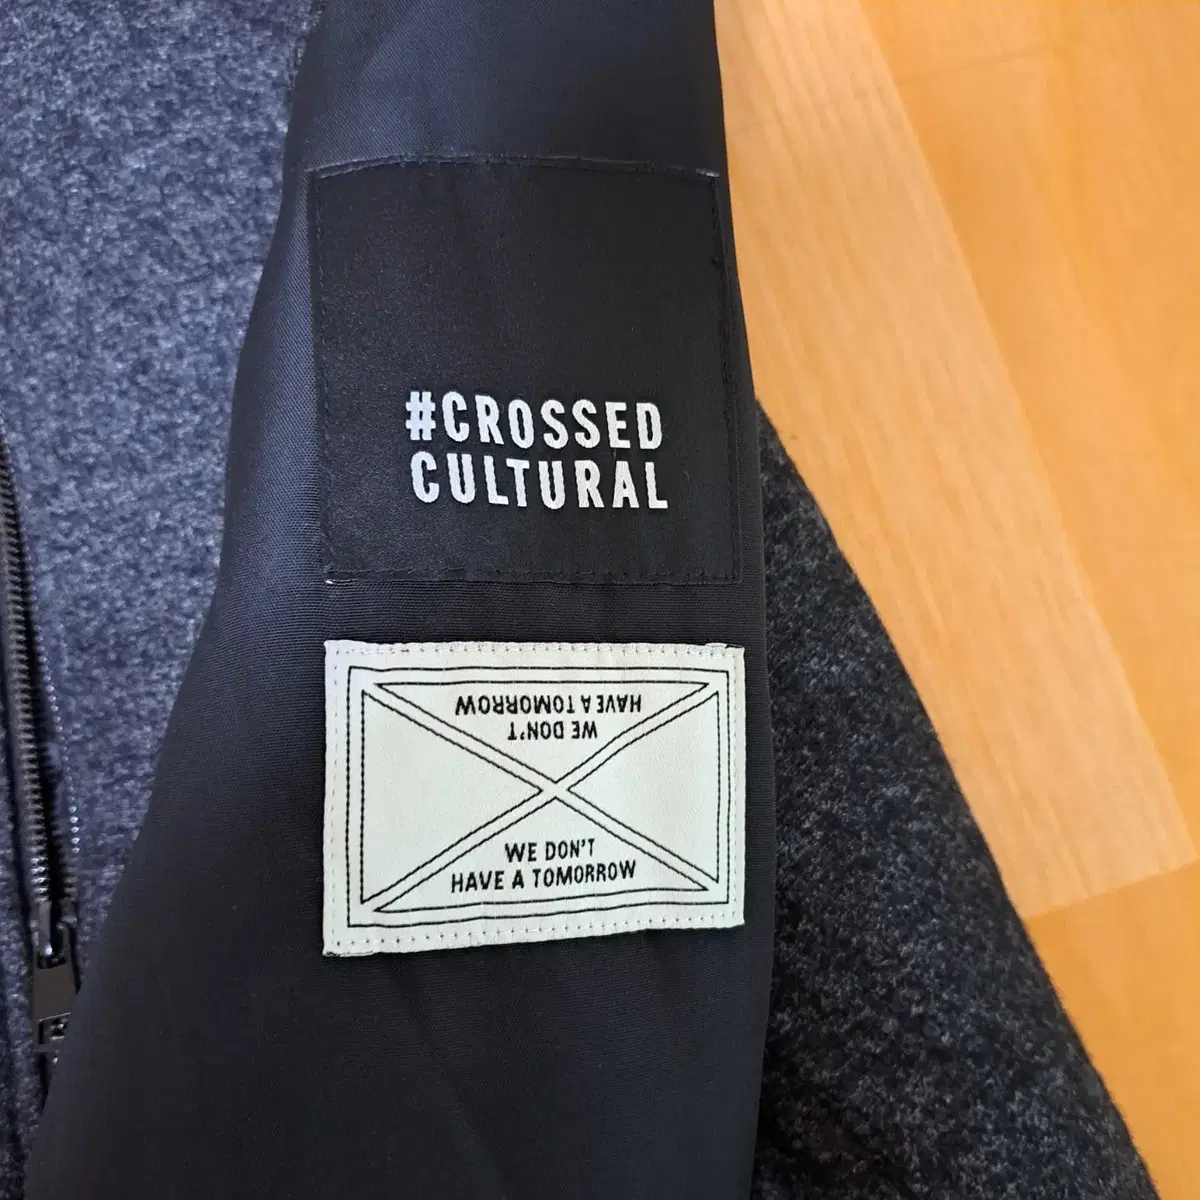 #CROSSED
CULTURAL
WE DON'T
HAVE A TOMORROW
WE DON'T
HAVE A TOMORROW